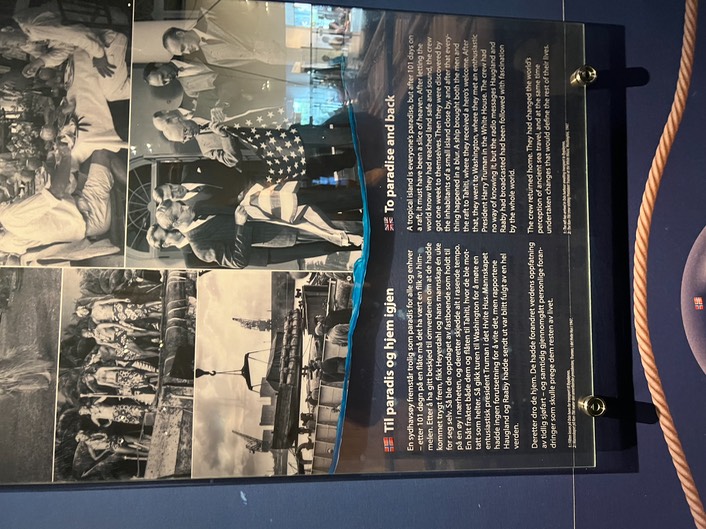 Til paradis og hjem igjen
En sydhavsøy fremstår trolig som paradis for alle og enhver
– etter 101 døgn på en flåte må det ha vært en flik av him-
melen. Etter å ha gitt beskjed til omverdenen om at de hadde
kommet trygt frem, fikk Heyerdahl og hans mannskap én uke
for seg selv. Så ble de oppdaget av fastboende som holdt til
på en øy i nærheten, og deretter skjedde alt i rasende tempo.
En båt fraktet både dem og flåten til Tahiti, hvor de ble mot-
tatt som helter. Så gikk turen til Washington for å møte en
entusiastisk president Truman i Det Hvite Hus. Mannskapet
hadde ingen forutsetning for å vite det, men rapportene
Haugland og Raaby hadde sendt ut var blitt fulgt av en hel
verden.
Deretter dro de hjem. De hadde forandret verdens oppfatning
av tidlig sjøfart – og samtidig gjennomgått personlige foran-
dringer som skulle prege dem resten av livet.
To paradise and back
A tropical island is everyone's paradise, but after 101 days on
a raft, it must have been a slice of heaven. After letting the
world know they had reached land safe and sound, the crew
got one week to themselves. Then they were discovered by
the inhabitants of a small island close by, and after that every-
thing happened in a blur. A ship brought both the men and
the raft to Tahiti, where they received a hero's welcome. After
that, they went to Washington, where they met an enthusiastic
President Harry Truman in the White House. The crew had
no way of knowing it, but the radio messages Haugland and
Raaby had broadcasted had been followed with fascination
by the whole world.
The crew returned home. They had changed the world's
perception of ancient sea travel, and at the same time
undertaken changes that would define the rest of their lives.